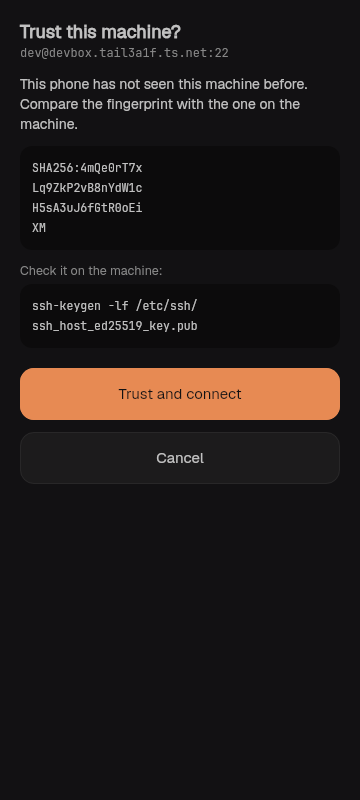 Trust this machine?
dev@devbox.tail3a1f.ts.net:22
This phone has not seen this machine before.
Compare the fingerprint with the one on the
machine.
SHA256:4mQe0rT7x
Lq9ZkP2vB8nYdW1c
H5sA3uJ6fGtR0oEi
XM
Check it on the machine:
ssh-keygen -lf /etc/ssh/
ssh_host_ed25519_key.pub
Trust and connect
Cancel